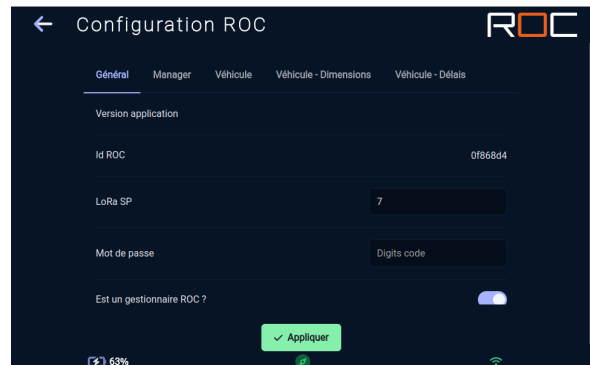 Configuration ROC
ROC
Général Manager Véhicule Véhicule - Dimensions Véhicule - Délais
Version application
Id ROC 0f868d4
LoRa SP 7
Mot de passe Digits code
Est un gestionnaire ROC ?
Appliquer
63%